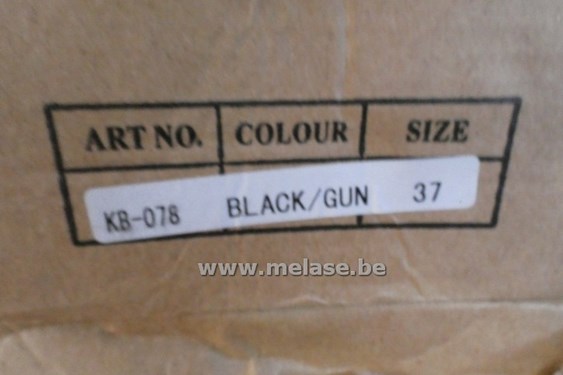 ART NO. COLOUR SIZE
KB-078 BLACK/GUN 37
www.melase.be